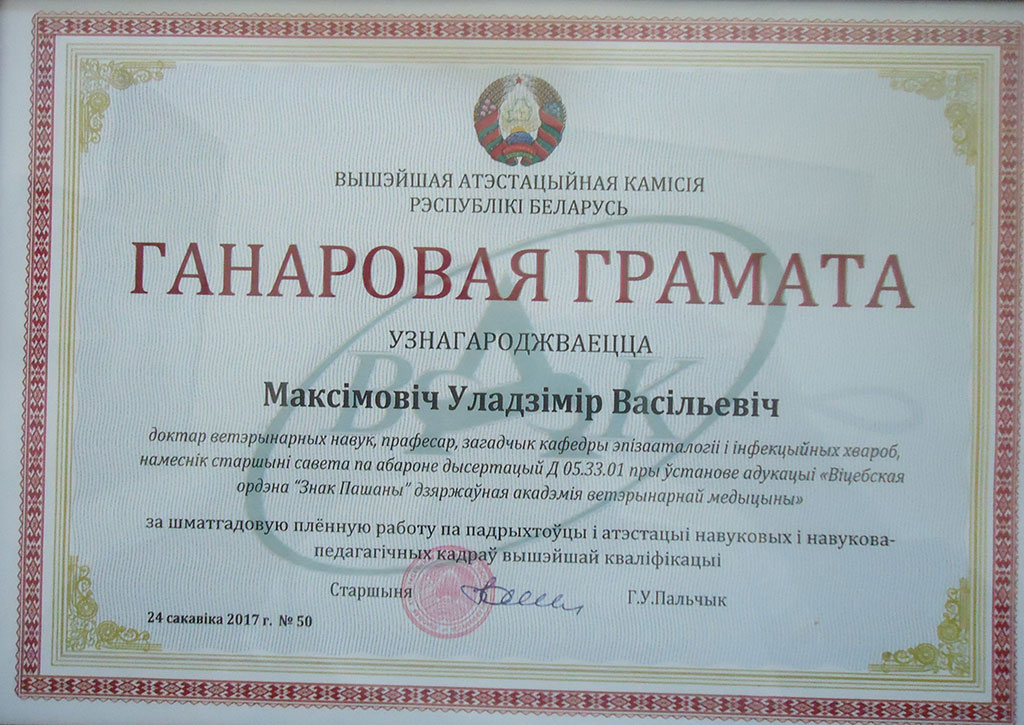 ВЫШЭЙШАЯ АТЭСТАЦЫЙНАЯ КАМІСІЯ
РЭСПУБЛІКІ БЕЛАРУСЬ
ГАНАРОВАЯ ГРАМАТА
УЗНАГАРОДЖВАЕЦЦА
ВАК
Максімовіч Уладзімір Васільевіч
доктар ветэрынарных навук, прафесар, загадчык кафедры эпізааталогіі і інфекцыйных хвароб,
намеснік старшыні савета па абароне дысертацый Д 05.33.01 пры ўстанове адукацыі «Віцебская
ордэна "Знак Пашаны" дзяржаўная акадэмія ветэрынарнай медыцыны»
за шматгадовую плённую работу па падрыхтоўцы і атэстацыі навуковых і навукова-
педагагічных кадраў вышэйшай кваліфікацыі
Старшыня Г.У.Пальчык
24 сакавіка 2017 г. № 50